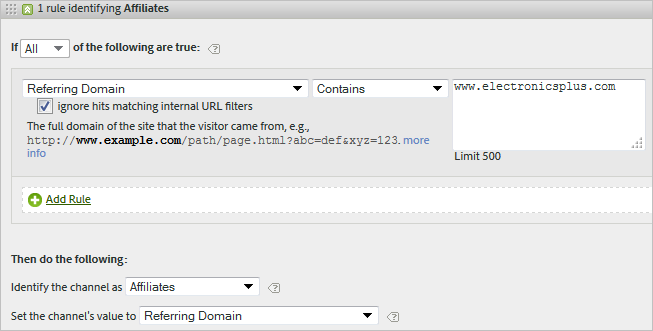 1 rule identifying Affiliates
If All of the following are true:
Referring Domain Contains www.electronicsplus.com
ignore hits matching internal URL filters
The full domain of the site that the visitor came from, e.g.,
http://www.example.com/path/page.html?abc=def&xyz=123. more
info
Limit 500
Add Rule
Then do the following:
Identify the channel as Affiliates
Set the channel's value to Referring Domain